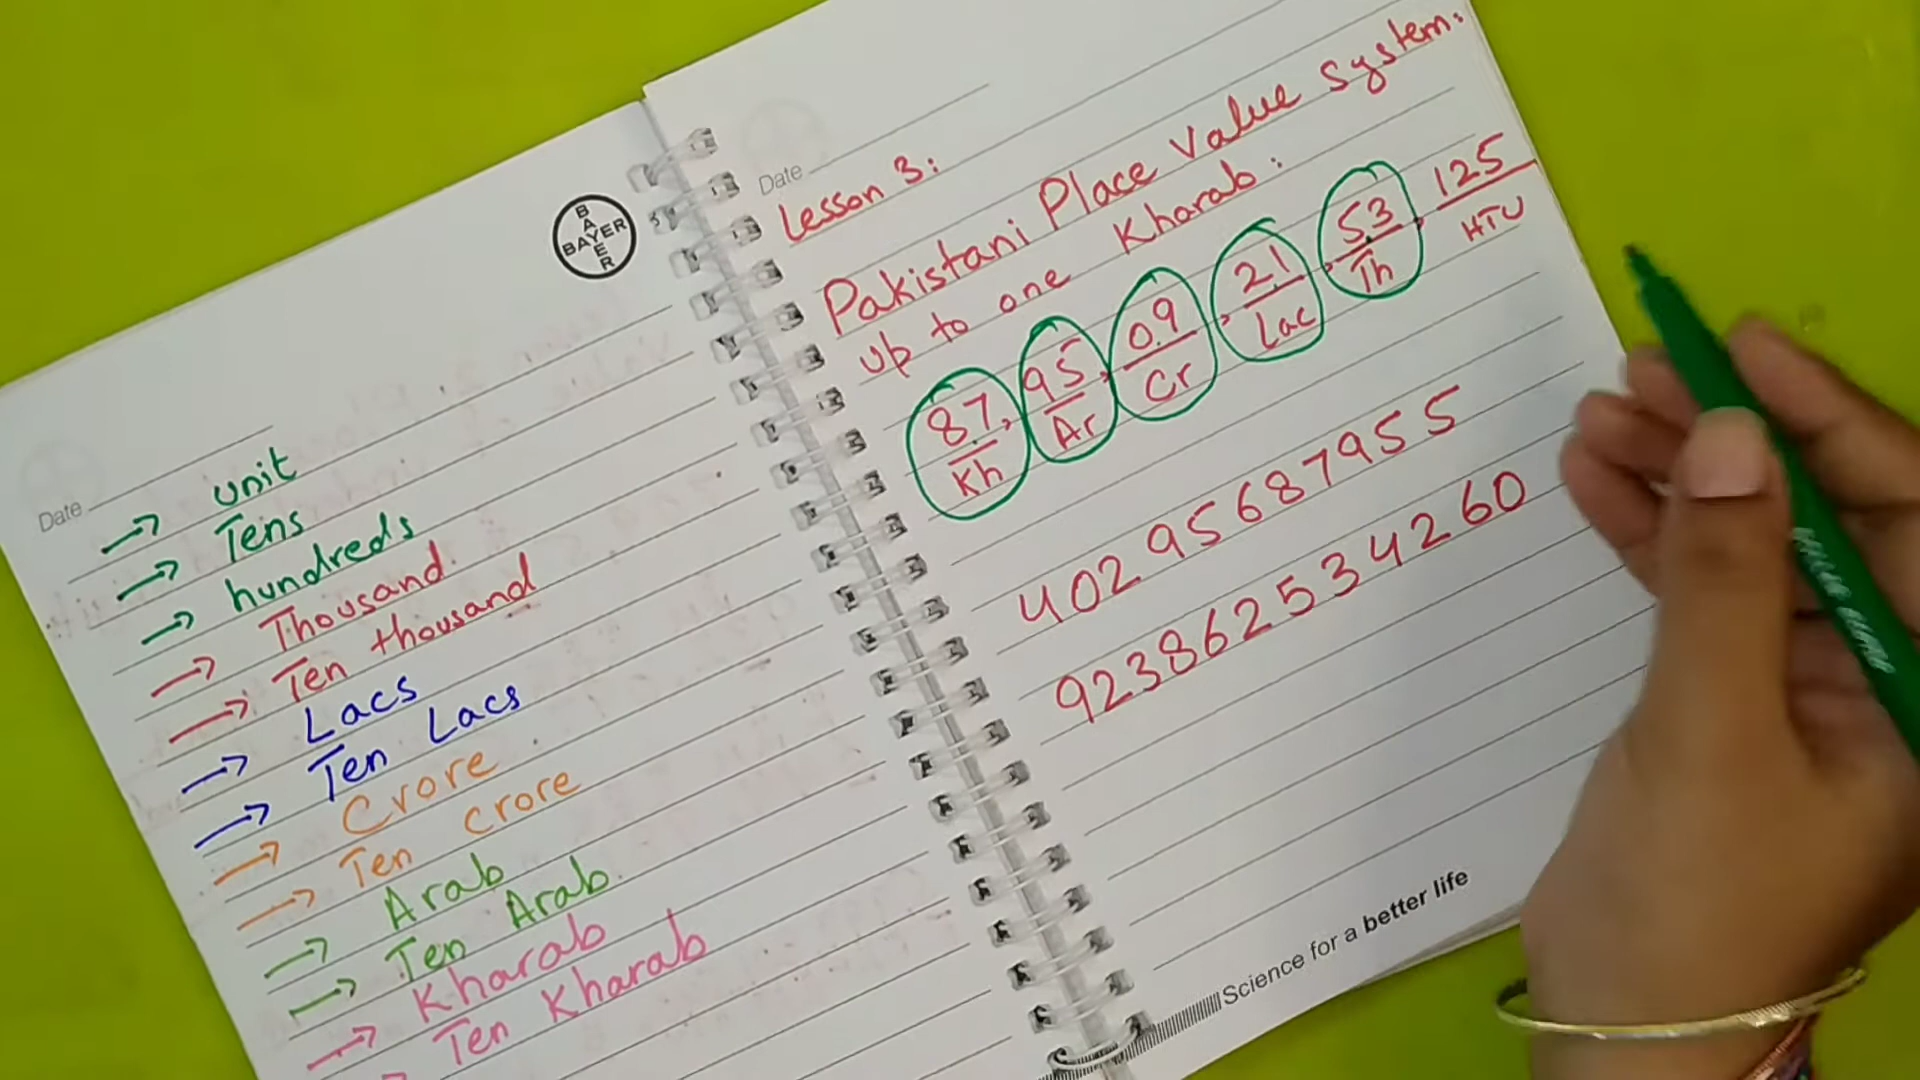 BAYER
BAYER
Date
→ unit
→ Tens
→ hundreds
→ Thousand.
→ Ten thousand
→ Lacs
→ Ten Lacs
→ Crore
→ Ten crore
→ Arab
→ Ten Arab.
→ Kharab
→ Ten Kharab
Date
Lesson 3:
Pakistani Place Value System.
up to one Kharab.
87, 95, 09, 21, 53, 125
Kh Ar Cr Lac Th HTU
40295687955
923862534260
Science for a better life